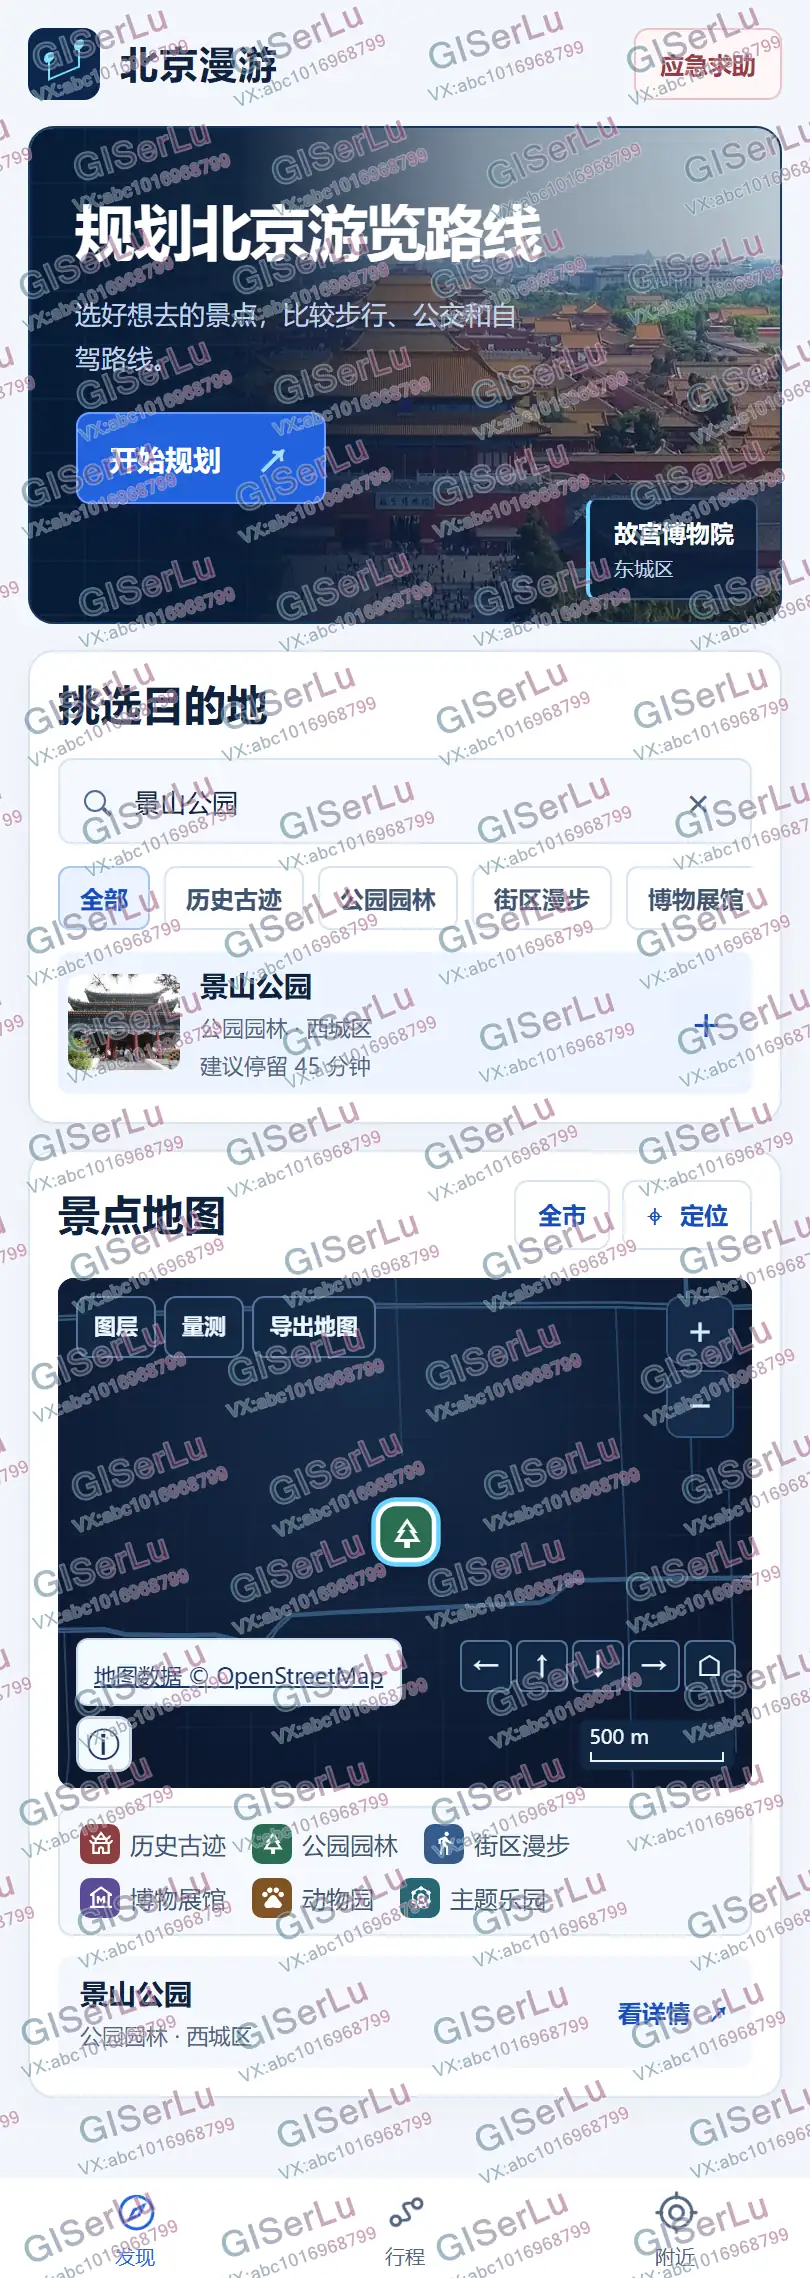 北京漫游
应急求助
规划北京游览路线
选好想去的景点，比较步行、公交和自
驾路线。
开始规划
故宫博物院
东城区
挑选目的地
景山公园
全部 历史古迹 公园园林 街区漫步 博物展馆
景山公园
公园园林 · 西城区
建议停留 45 分钟
景点地图
全市 定位
图层 量测 导出地图
地图数据 © OpenStreetMap
500 m
历史古迹 公园园林 街区漫步
博物展馆 动物园 主题乐园
景山公园
公园园林 · 西城区
看详情
发现 行程 附近
GISerLu
VX:abc1016968799